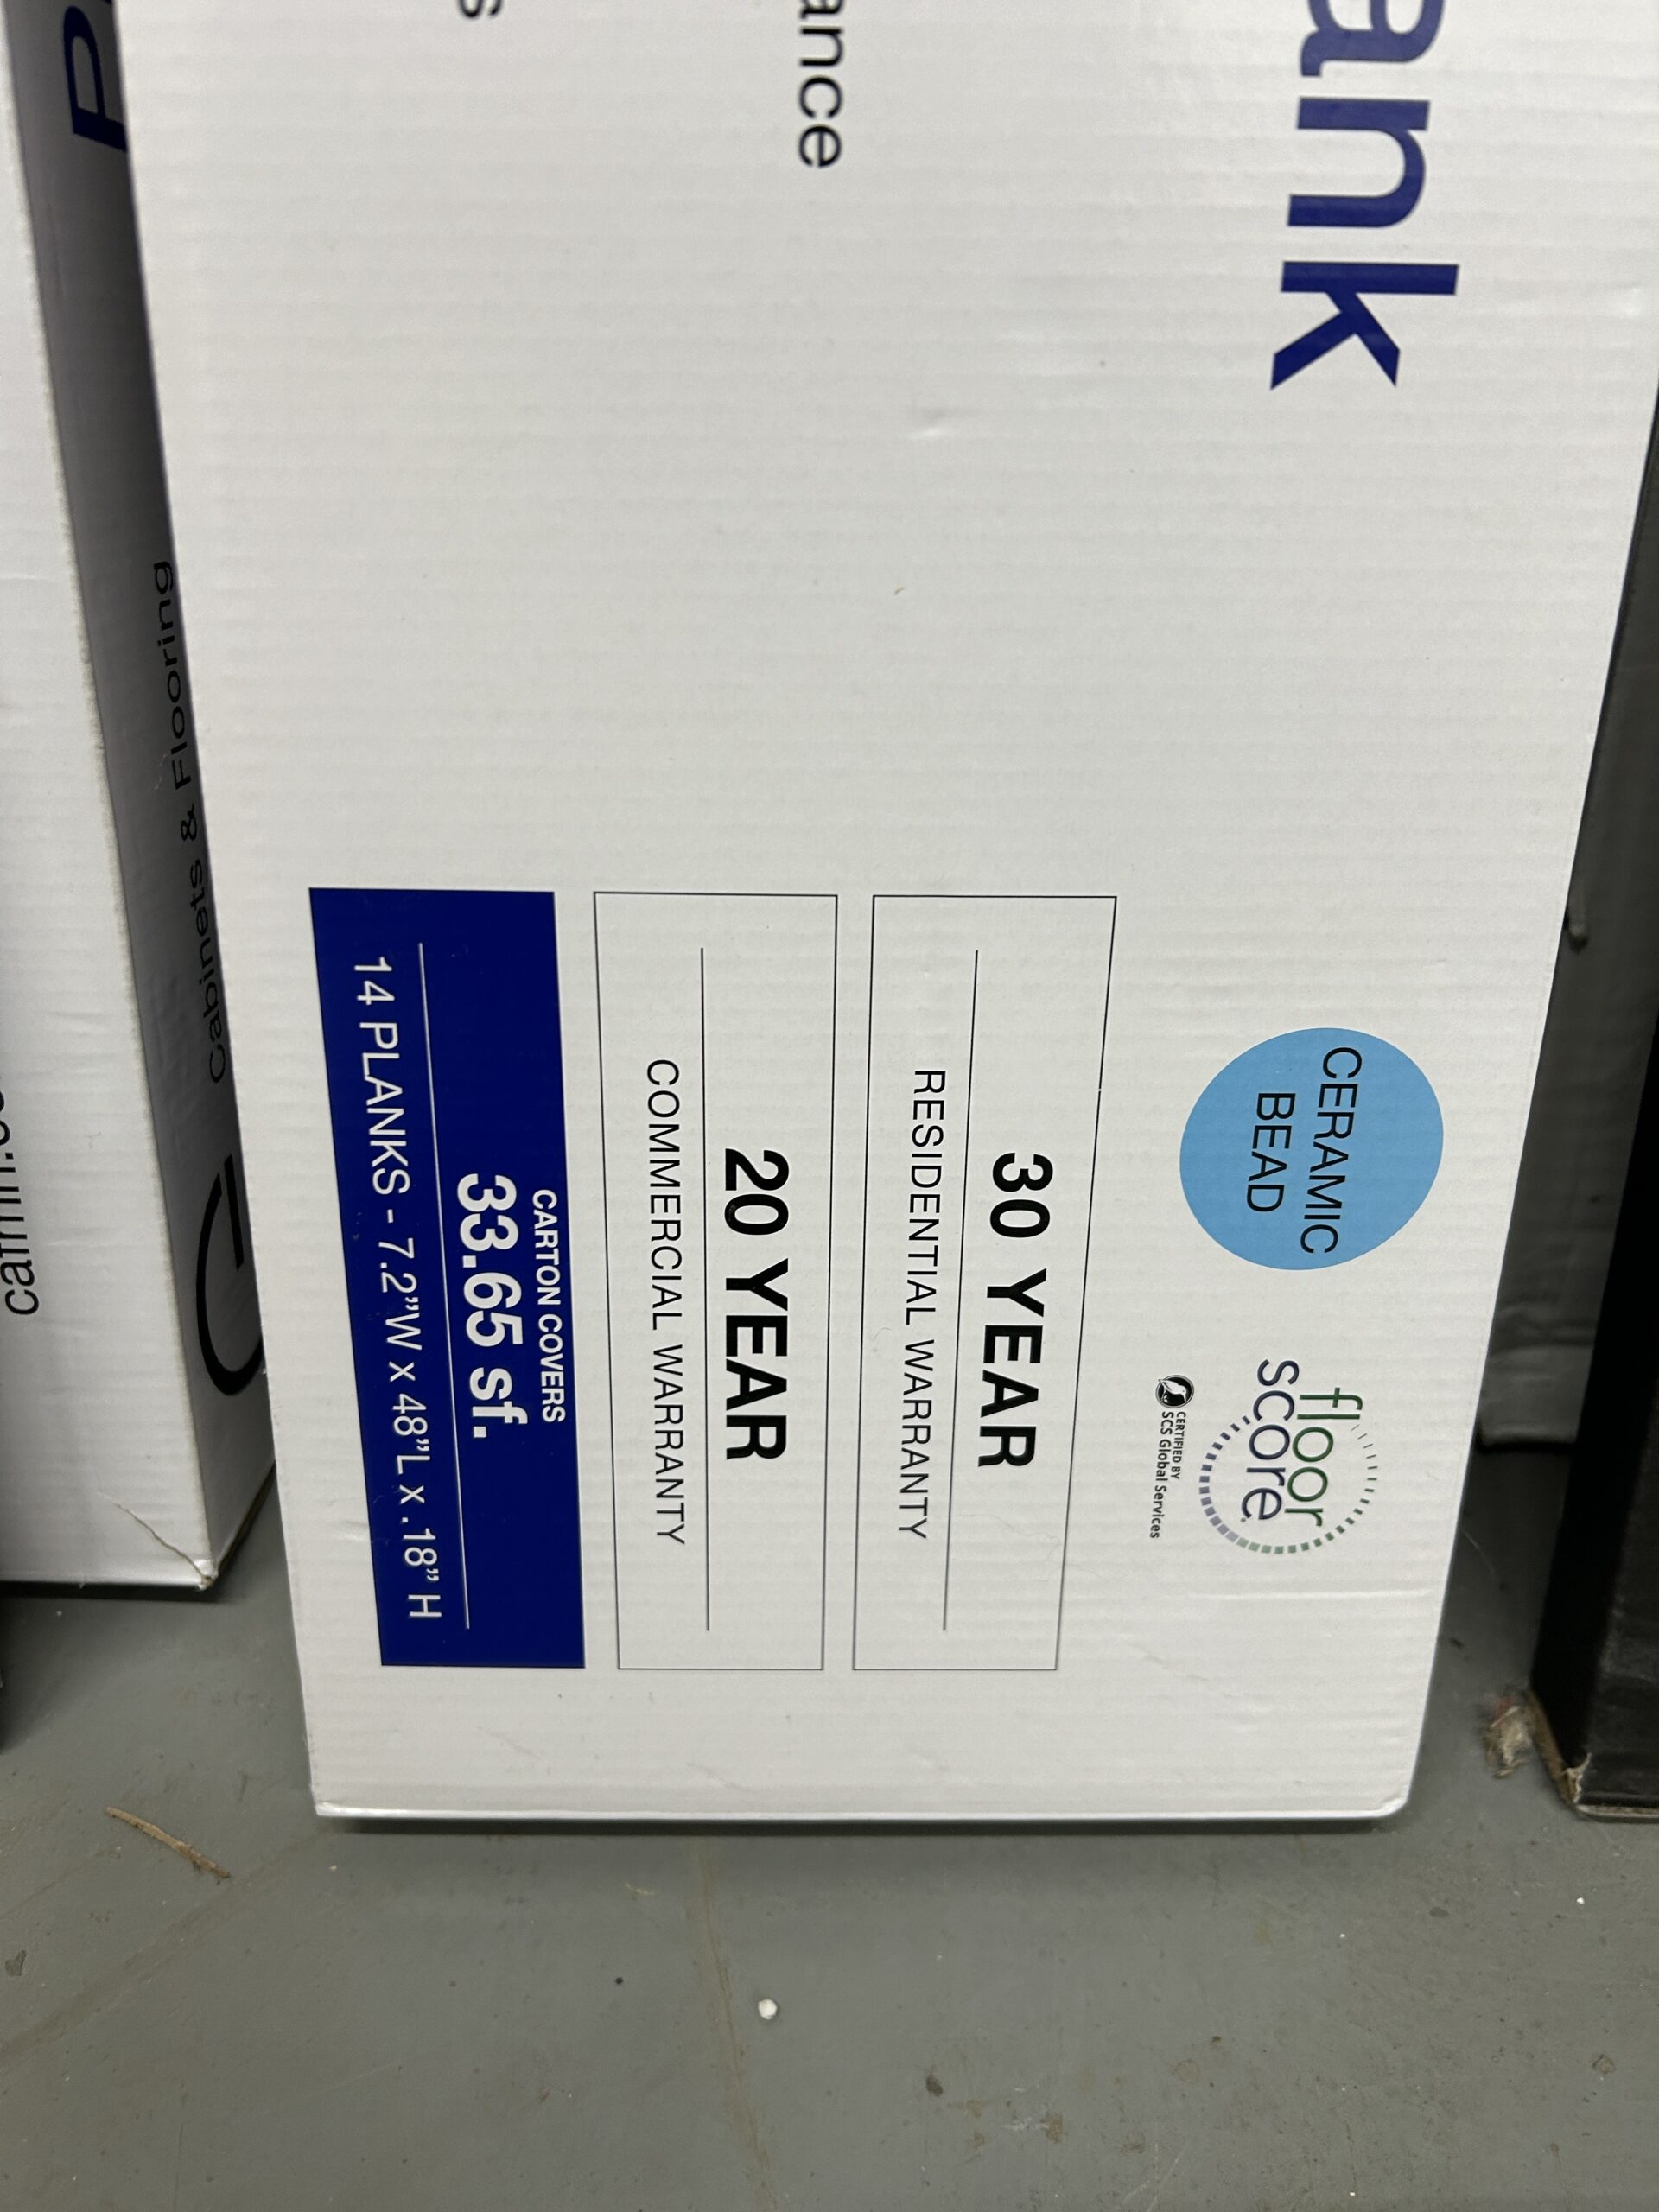 ank
ance
s
CERAMIC
BEAD
floor
score
CERTIFIED BY
SCS Global Services
30 YEAR
RESIDENTIAL WARRANTY
20 YEAR
COMMERCIAL WARRANTY
CARTON COVERS
33.65 sf.
14 PLANKS - 7.2”W x 48”L x .18” H
Cabinets & Flooring